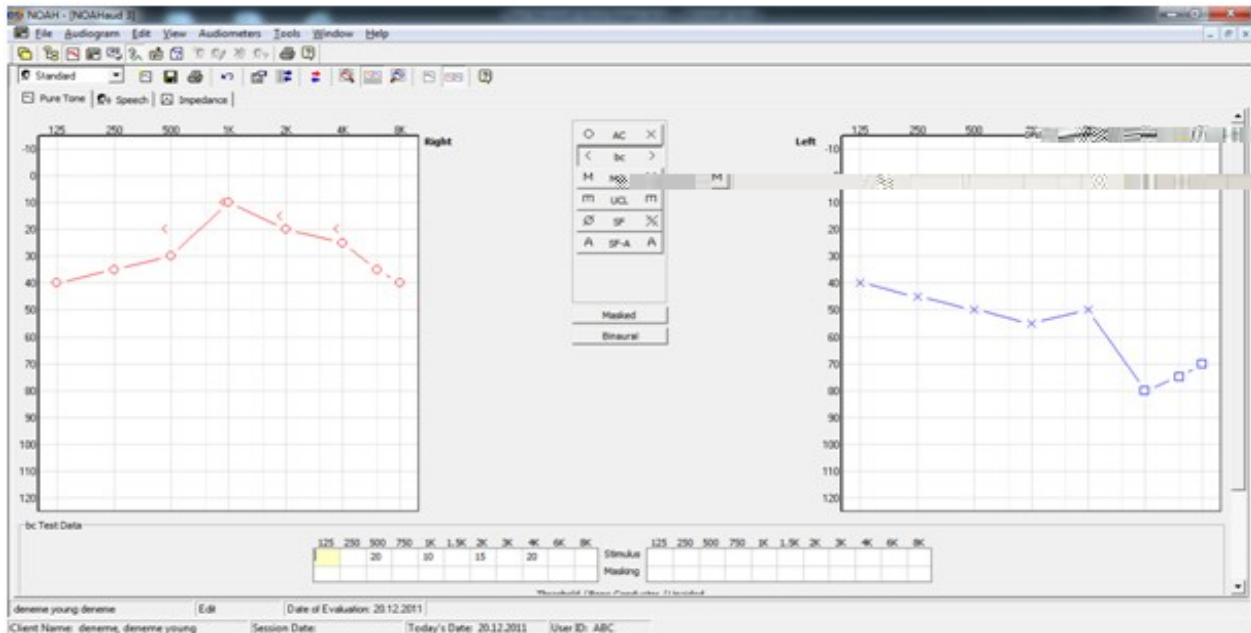 NOAH - [NOAHaud 3]
File Audiogram Edit View Audiometers Tools Window Help
Standard
Pure Tone Speech Impedance
125 250 500 1K 2K 4K 8K
Right
-10
0
10
20
30
40
50
60
70
80
90
100
110
120
AC
bc
M M
UCL
SF
A SF-A A
Masked
Binaural
Left
125 250 500
-10
0
10
20
30
40
50
60
70
80
90
100
110
120
bc Test Data
125 250 500 750 1K 1.5K 2K 3K 4K 6K 8K
20 10 15 20
Stimulus
Masking
125 250 500 750 1K 1.5K 2K 3K 4K 6K 8K
deneme young deneme Edit Date of Evaluation: 20.12.2011
Client Name: deneme, deneme young Session Date: Today's Date: 20.12.2011 User ID: ABC